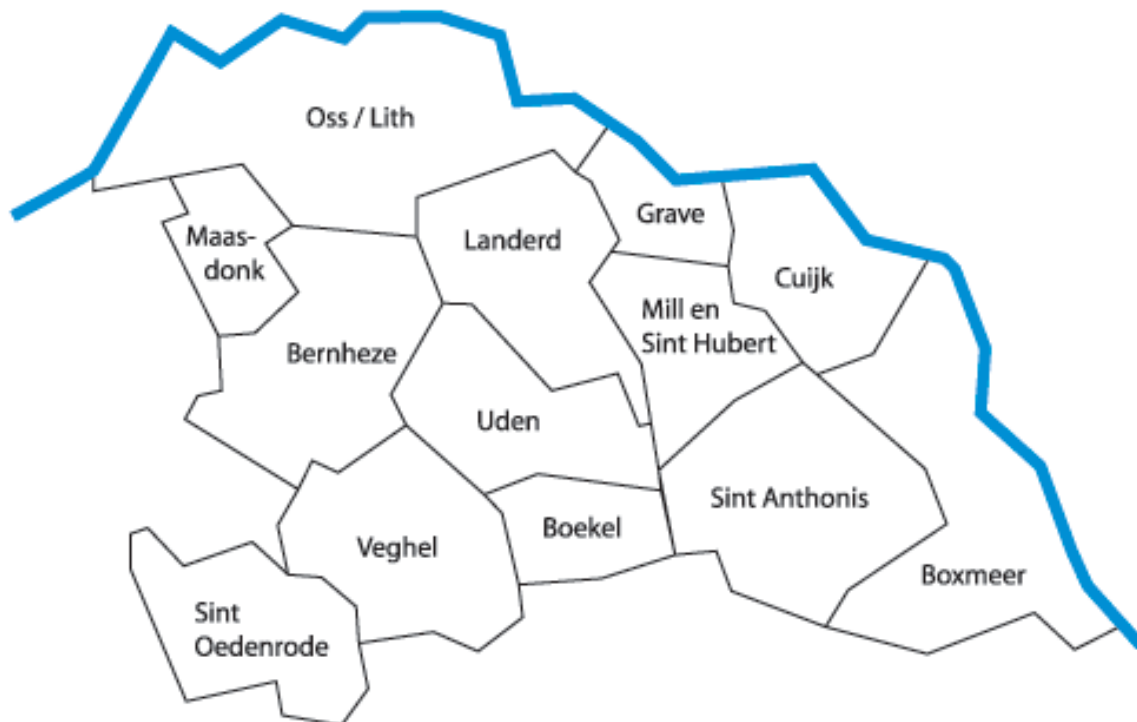 Oss / Lith
Grave
Maas-
donk
Landerd
Cuijk
Mill en
Sint Hubert
Bernheze
Uden
Sint Anthonis
Boekel
Veghel
Boxmeer
Sint
Oedenrode